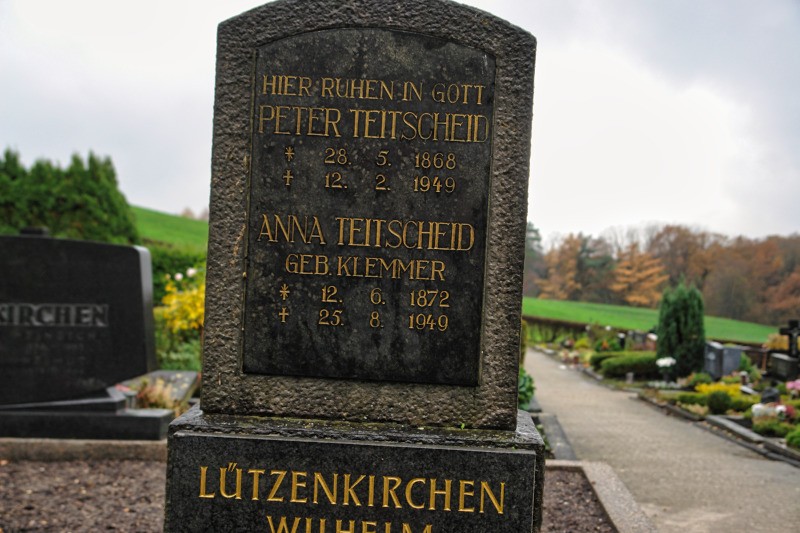 HIER RUHEN IN GOTT
PETER TEITSCHEID
* 28. 5. 1868
† 12. 2. 1949
ANNA TEITSCHEID
GEB. KLEMMER
* 12. 6. 1872
† 25. 8. 1949
LÜTZENKIRCHEN
WILHELM
KIRCHEN